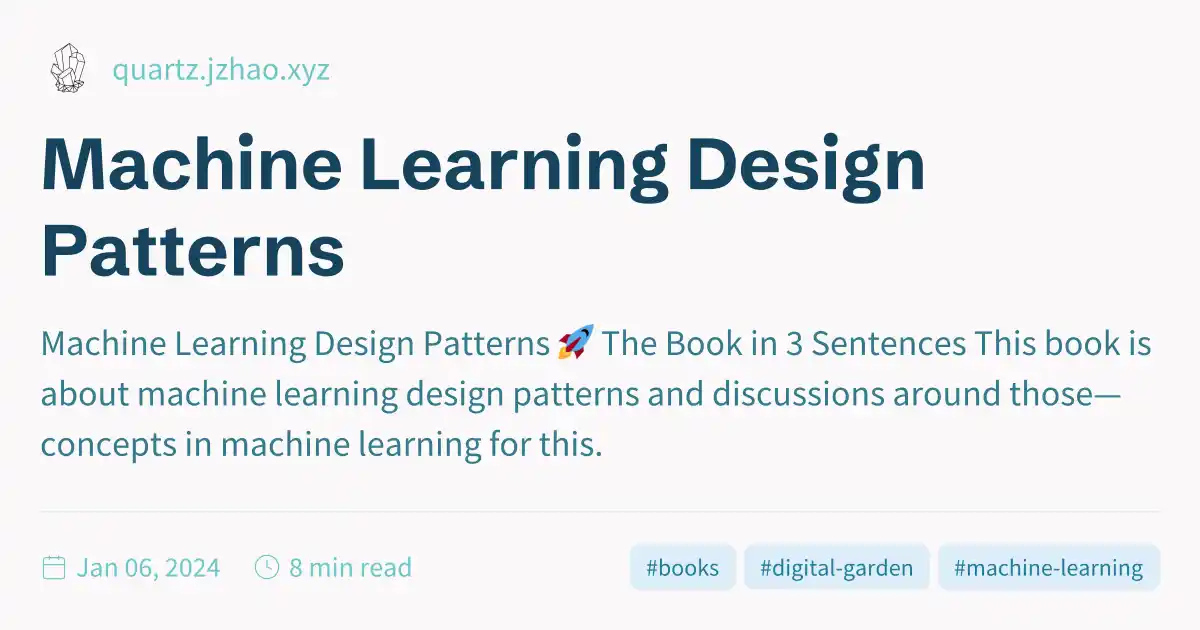 quartz.jzhao.xyz
Machine Learning Design
Patterns
Machine Learning Design Patterns 🚀 The Book in 3 Sentences This book is
about machine learning design patterns and discussions around those—
concepts in machine learning for this.
Jan 06, 2024 8 min read #books #digital-garden #machine-learning